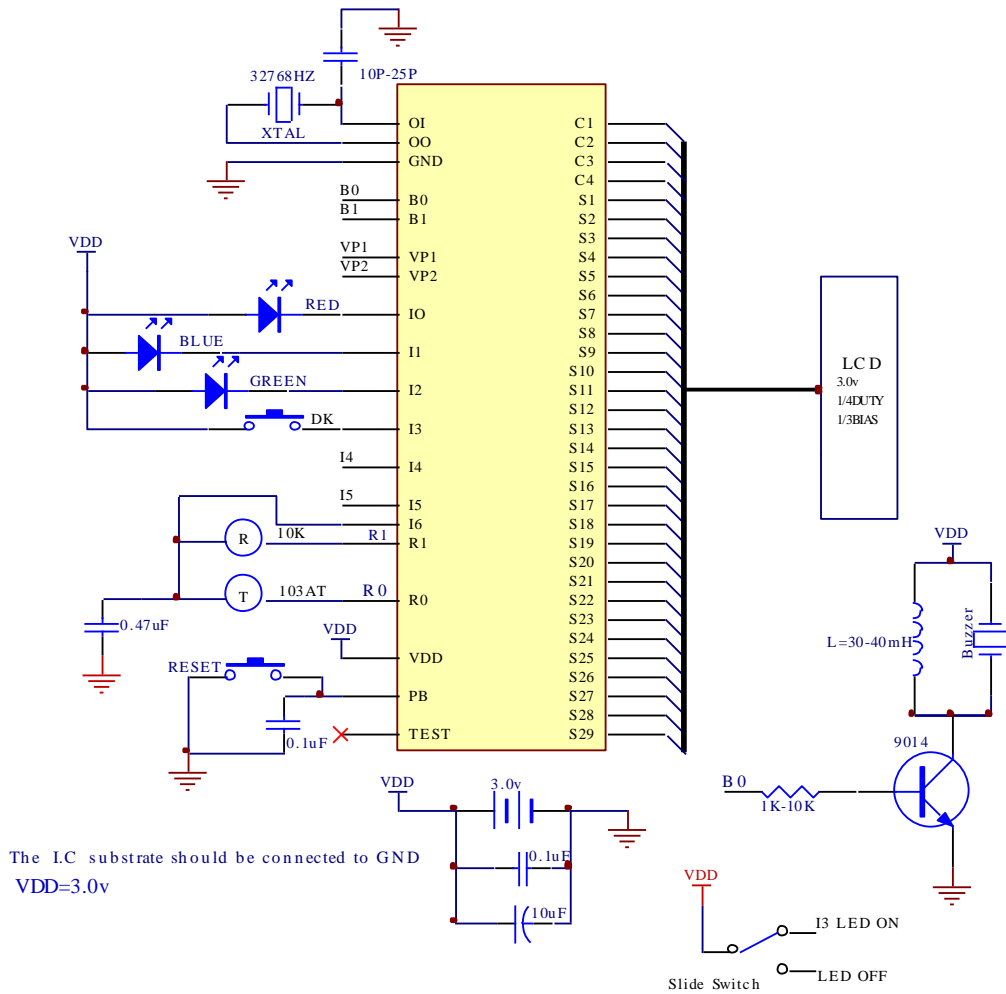 10P-25P
32768HZ
XTAL
OI
OO
GND
B0
B0
B1
B1
VDD
VP1
VP1
VP2
VP2
RED
IO
BLUE
I1
GREEN
I2
DK
I3
I4
I4
I5
I5
I6
R
10K
R1
R1
T
103AT
R0
R0
0.47uF
VDD
VDD
RESET
PB
0.1uF
TEST
C1
C2
C3
C4
S1
S2
S3
S4
S5
S6
S7
S8
S9
S10
S11
S12
S13
S14
S15
S16
S17
S18
S19
S20
S21
S22
S23
S24
S25
S26
S27
S28
S29
LCD
3.0v
1/4DUTY
1/3BIAS
VDD
L=30-40mH
Buzzer
9014
B0
1K-10K
VDD
3.0v
0.1uF
10uF
The I.C substrate should be connected to GND
VDD=3.0v
VDD
I3 LED ON
LED OFF
Slide Switch